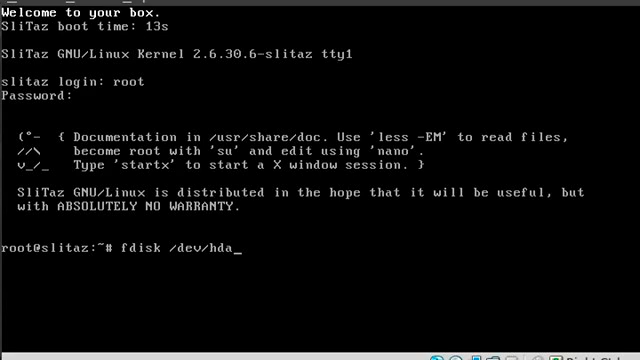 Welcome to your box.
SliTaz boot time: 13s
SliTaz GNU/Linux Kernel 2.6.30.6-slitaz tty1
slitaz login: root
Password:
(°- { Documentation in /usr/share/doc. Use 'less -EM' to read files,
//\ become root with 'su' and edit using 'nano'.
v_/_ Type 'startx' to start a X window session. }
SliTaz GNU/Linux is distributed in the hope that it will be useful, but
with ABSOLUTELY NO WARRANTY.
root@slitaz:~# fdisk /dev/hda_